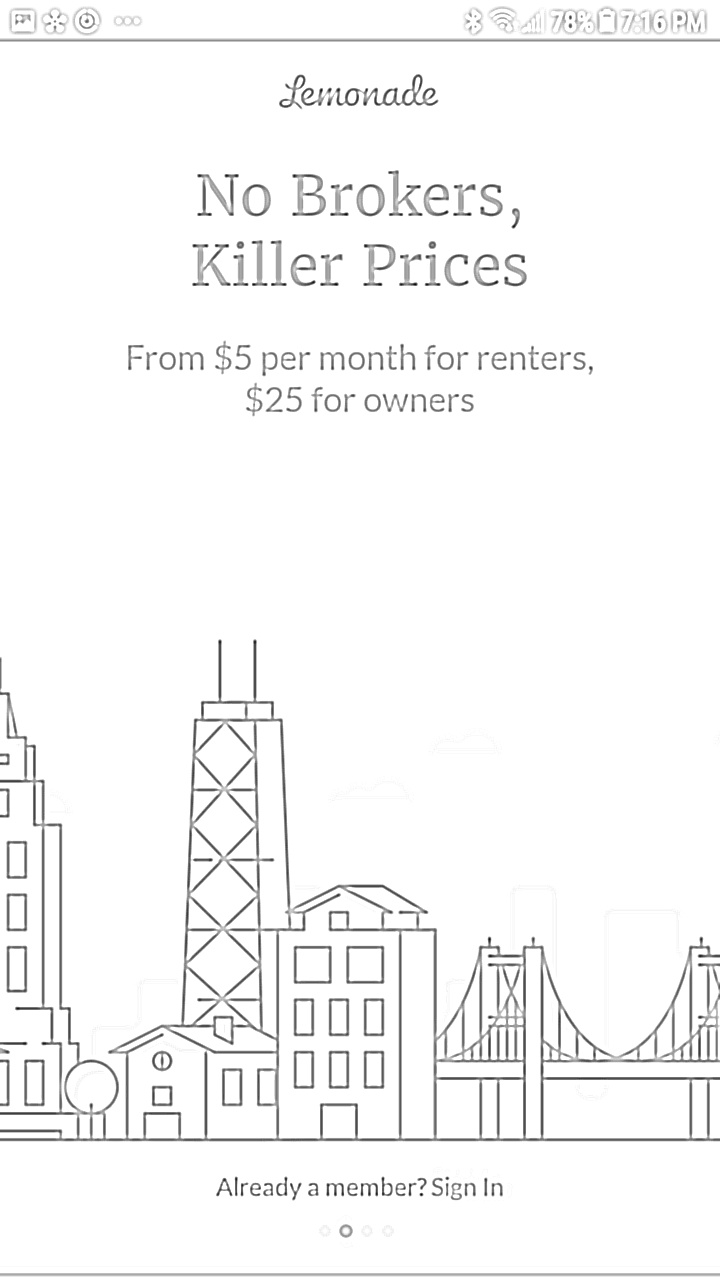 78% 7:16 PM
Lemonade
No Brokers,
Killer Prices
From $5 per month for renters,
$25 for owners
Already a member? Sign In